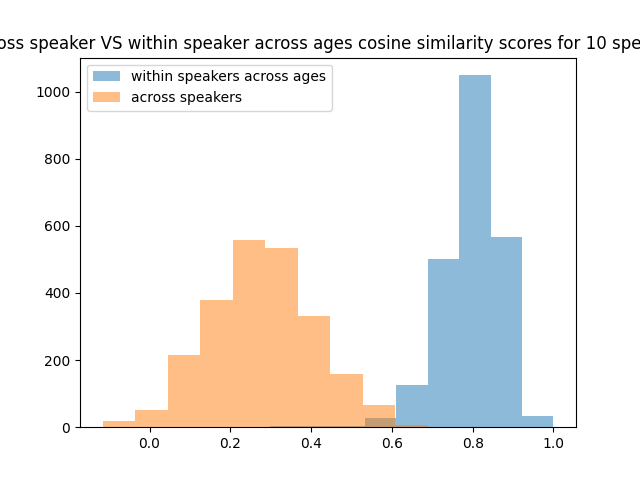 oss speaker VS within speaker across ages cosine similarity scores for 10 spe
within speakers across ages
across speakers
1000
800
600
400
200
0
0.0 0.2 0.4 0.6 0.8 1.0